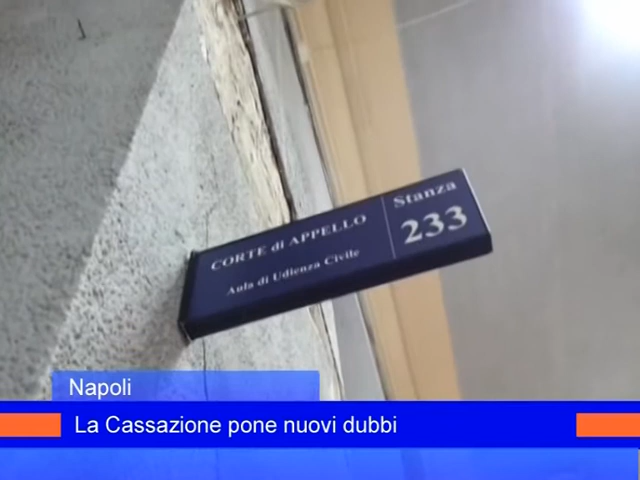 CORTE di APPELLO
Aula di Udienza Civile
Stanza
233
Napoli
La Cassazione pone nuovi dubbi